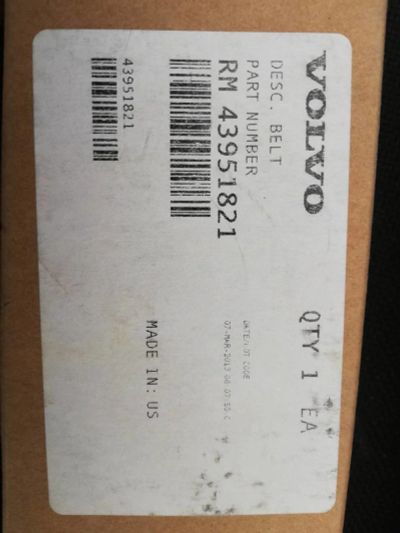 VOLVO
QTY 1 EA
DESC. BELT
PART NUMBER
RM 43951821
43951821
MADE IN: US